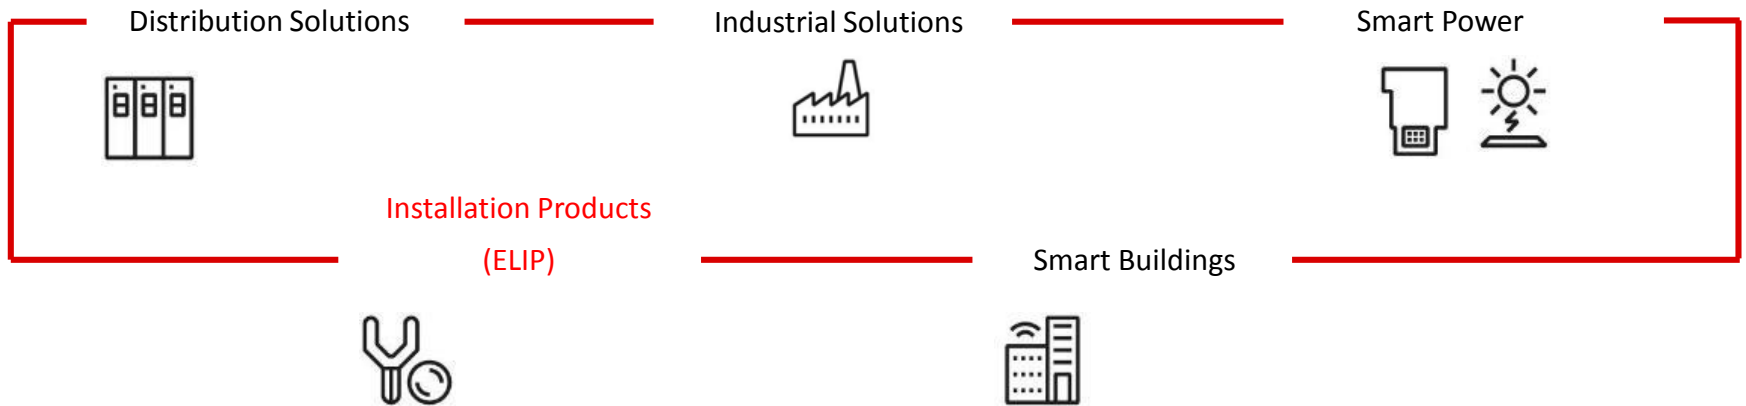 Distribution Solutions
Industrial Solutions
Smart Power
Installation Products
(ELIP)
Smart Buildings